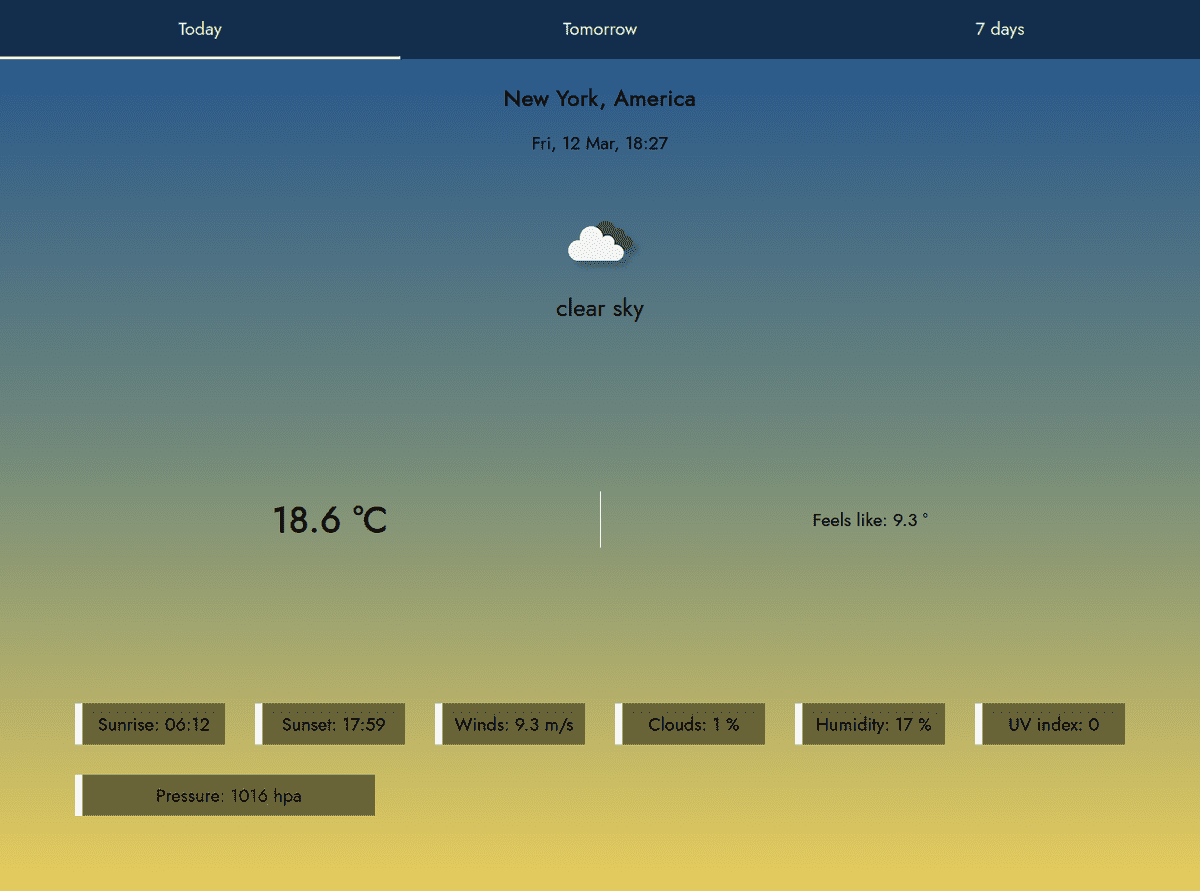 Today
Tomorrow
7 days
New York, America
Fri, 12 Mar, 18:27
clear sky
18.6 °C
Feels like: 9.3 °
Sunrise: 06:12
Sunset: 17:59
Winds: 9.3 m/s
Clouds: 1 %
Humidity: 17 %
UV index: 0
Pressure: 1016 hpa